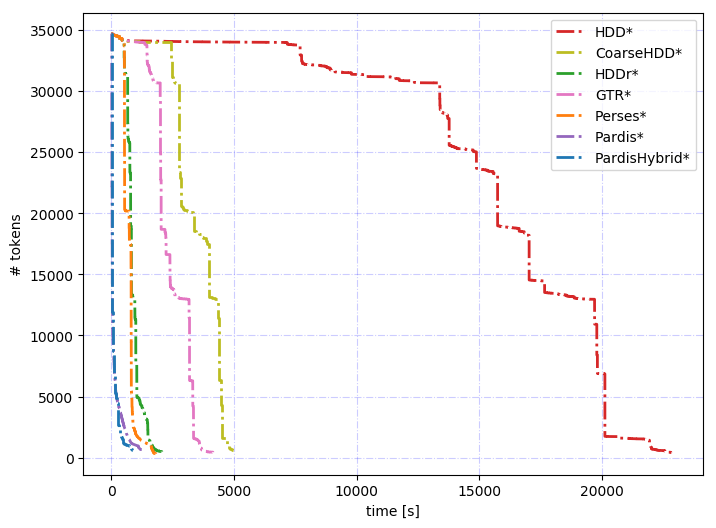 35000
30000
25000
20000
15000
10000
5000
0
# tokens
0 5000 10000 15000 20000
time [s]
HDD*
CoarseHDD*
HDDr*
GTR*
Perses*
Pardis*
PardisHybrid*